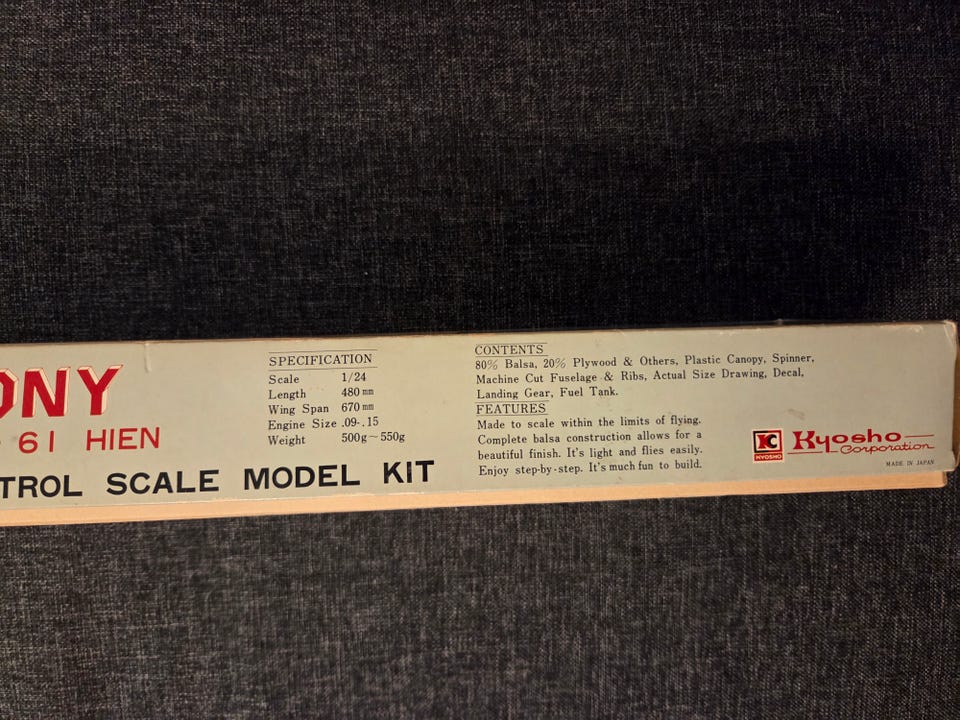 ONY
61 HIEN
TROL SCALE MODEL KIT
SPECIFICATION
Scale 1/24
Length 480mm
Wing Span 670mm
Engine Size .09-.15
Weight 500g~550g
CONTENTS
80% Balsa, 20% Plywood & Others, Plastic Canopy, Spinner,
Machine Cut Fuselage & Ribs, Actual Size Drawing, Decal,
Landing Gear, Fuel Tank.
FEATURES
Made to scale within the limits of flying.
Complete balsa construction allows for a
beautiful finish. It's light and flies easily.
Enjoy step-by-step. It's much fun to build.
KC
KYOSHO
Kyosho
Corporation
MADE IN JAPAN